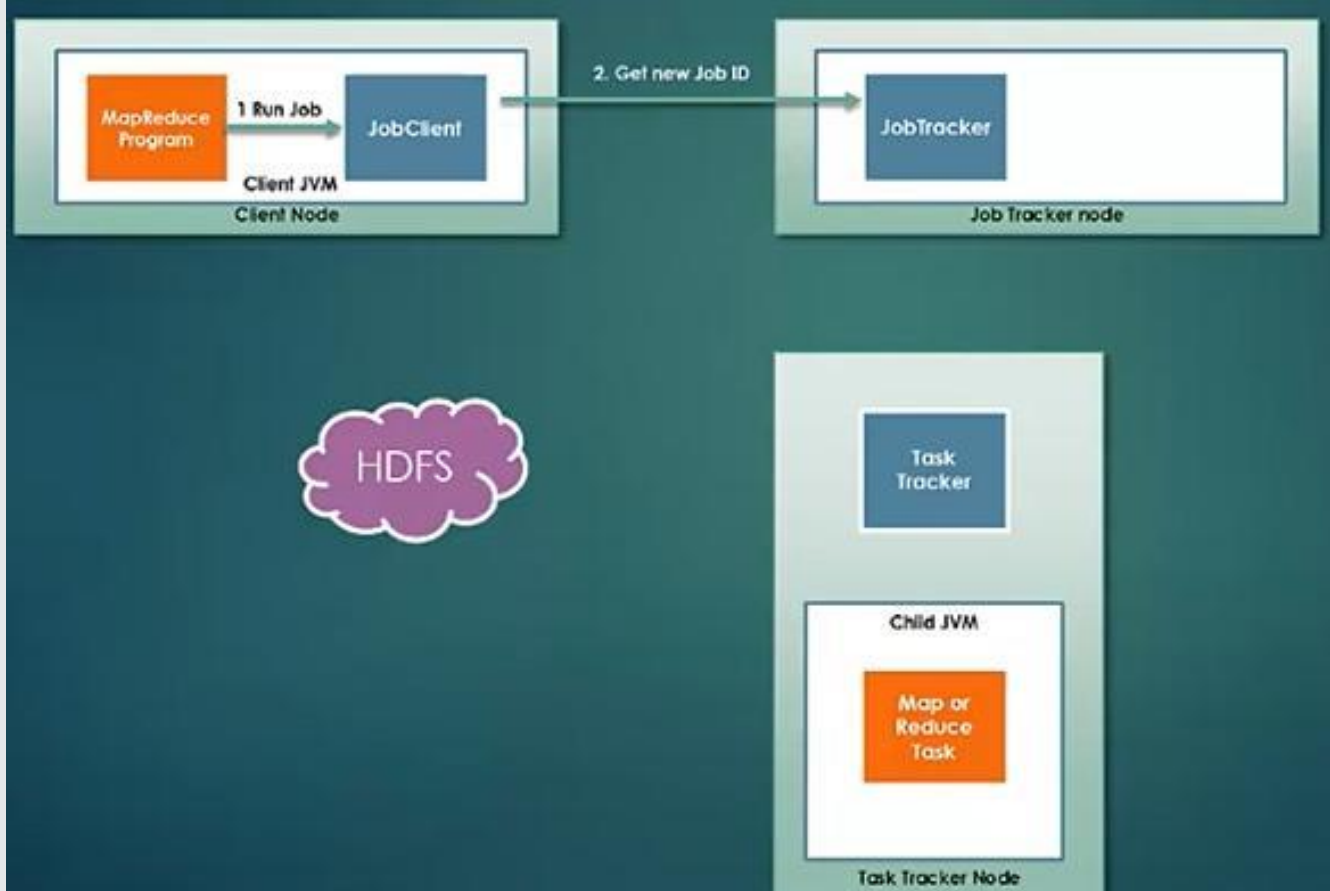 MapReduce
Program
1 Run Job
JobClient
Client JVM
Client Node
2. Get new Job ID
JobTracker
Job Tracker node
HDFS
Task
Tracker
Child JVM
Map or
Reduce
Task
Task Tracker Node